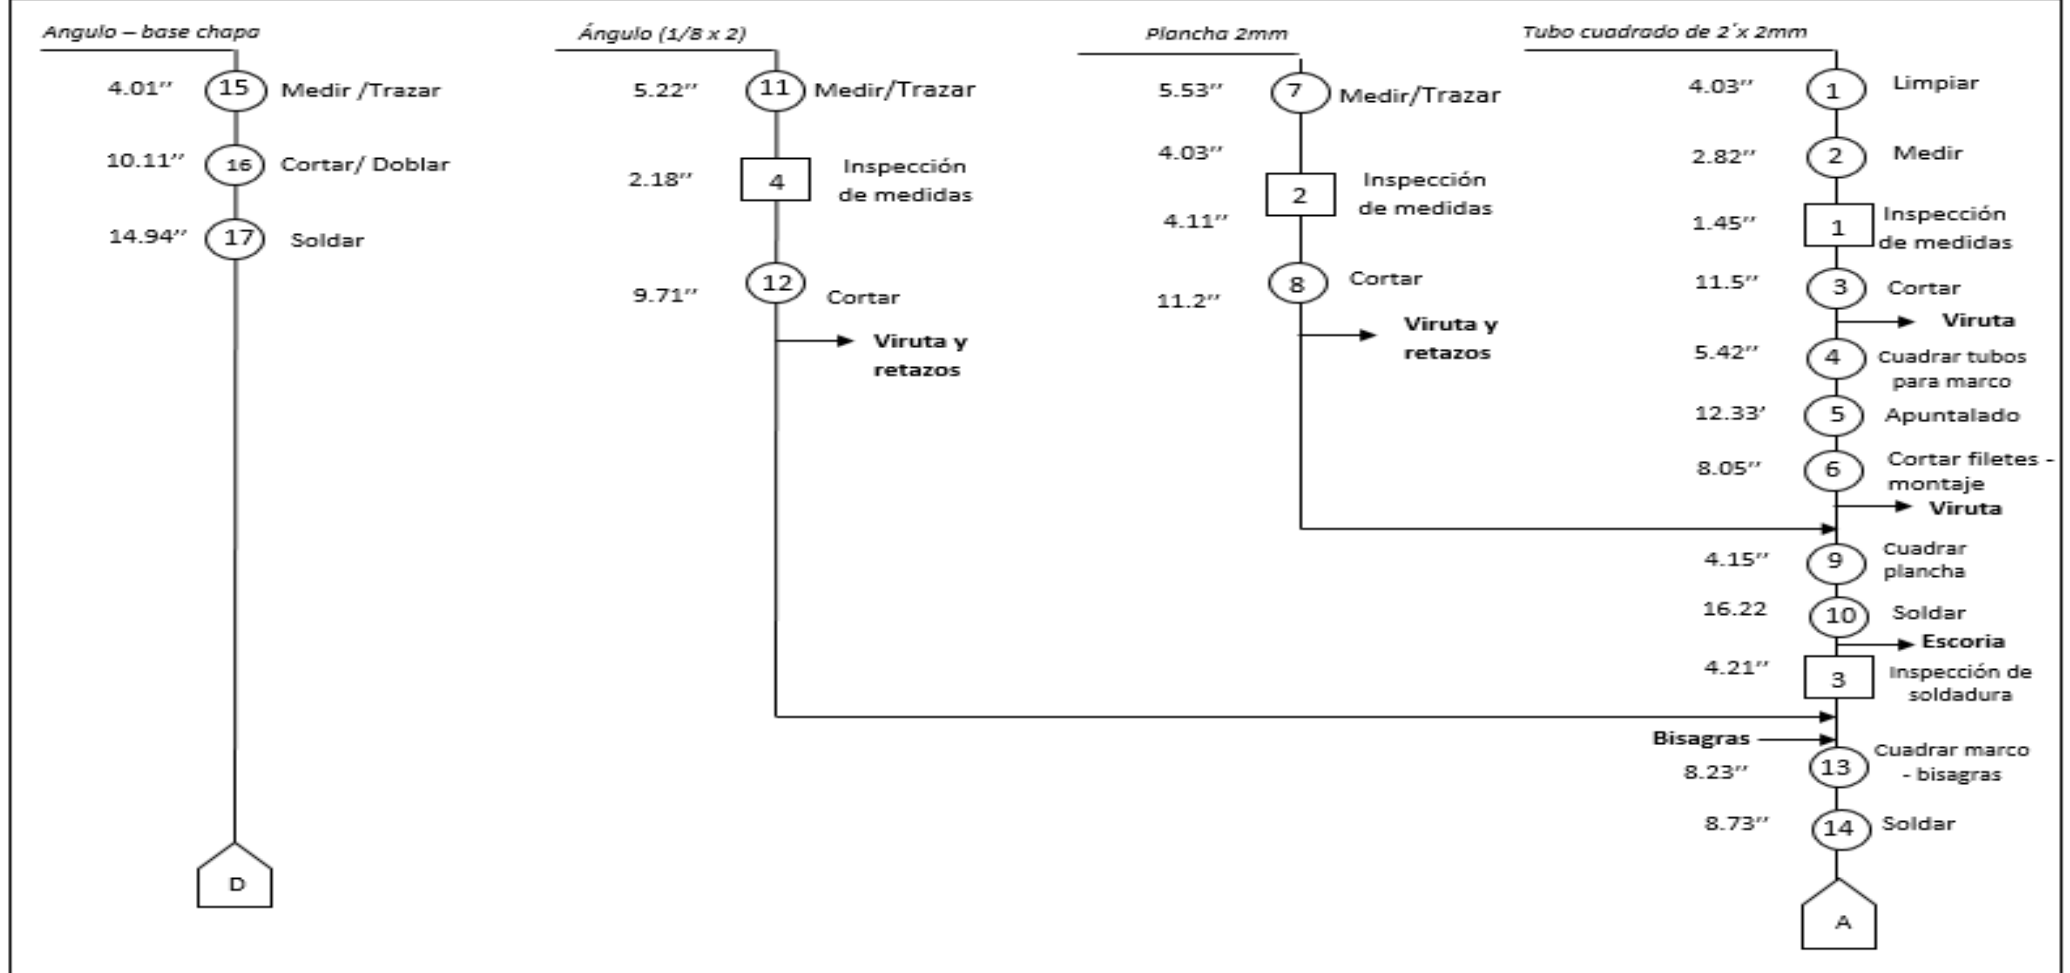 Angulo – base chapa
4.01’’ 15 Medir /Trazar
10.11’’ 16 Cortar/ Doblar
14.94’’ 17 Soldar
D
Ángulo (1/8 x 2)
5.22’’ 11 Medir/Trazar
2.18’’ 4 Inspección
de medidas
9.71’’ 12 Cortar
Viruta y
retazos
Plancha 2mm
5.53’’ 7 Medir/Trazar
4.03’’
2 Inspección
de medidas
4.11’’
8 Cortar
11.2’’
Viruta y
retazos
Tubo cuadrado de 2´x 2mm
4.03’’ 1 Limpiar
2.82’’ 2 Medir
1.45’’ 1 Inspección
de medidas
11.5’’ 3 Cortar
Viruta
5.42’’ 4 Cuadrar tubos
para marco
12.33’ 5 Apuntalado
8.05’’ 6 Cortar filetes -
montaje
Viruta
4.15’’ 9 Cuadrar
plancha
16.22 10 Soldar
Escoria
4.21’’ 3 Inspección de
soldadura
Bisagras
8.23’’ 13 Cuadrar marco
- bisagras
8.73’’ 14 Soldar
A